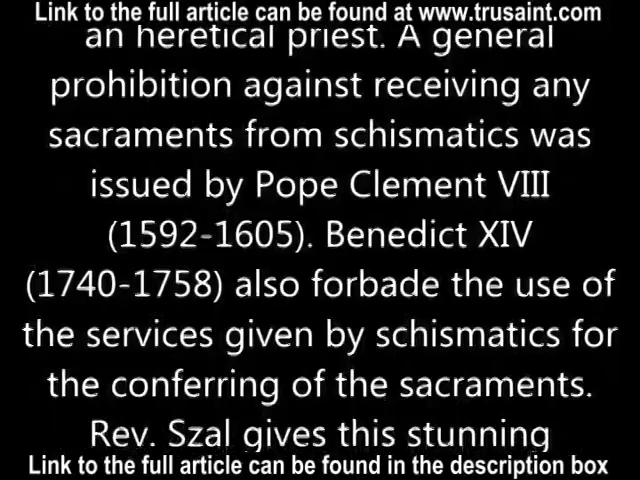 Link to the full article can be found at www.trusaint.com
an heretical priest. A general
prohibition against receiving any
sacraments from schismatics was
issued by Pope Clement VIII
(1592-1605). Benedict XIV
(1740-1758) also forbade the use of
the services given by schismatics for
the conferring of the sacraments.
Rev. Szal gives this stunning
Link to the full article can be found in the description box